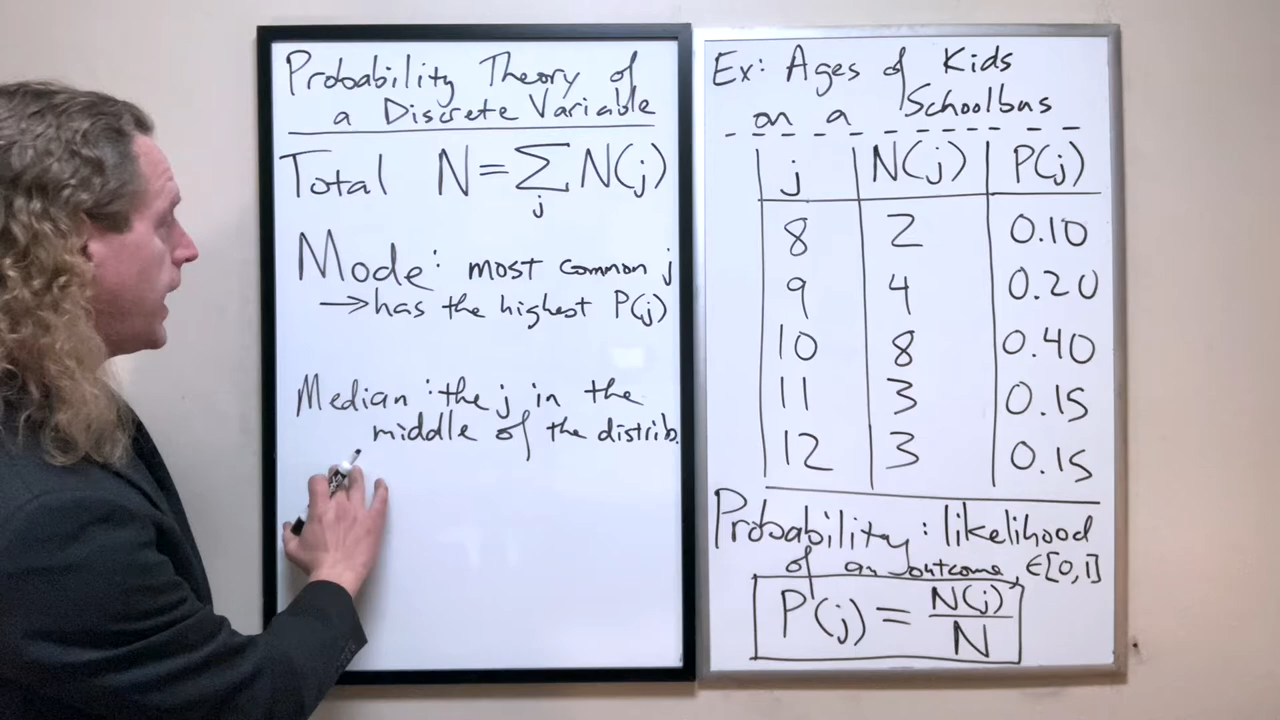 Probability Theory of
a Discrete Variable
Total N = Σ N(j)
j
Mode: most common j
→ has the highest P(j)
Median: the j in the
middle of the distrib.
Ex: Ages of Kids
on a Schoolbus
j N(j) P(j)
8 2 0.10
9 4 0.20
10 8 0.40
11 3 0.15
12 3 0.15
Probability: likelihood
of an outcome, ∈[0,1]
P(j) = N(j)/N